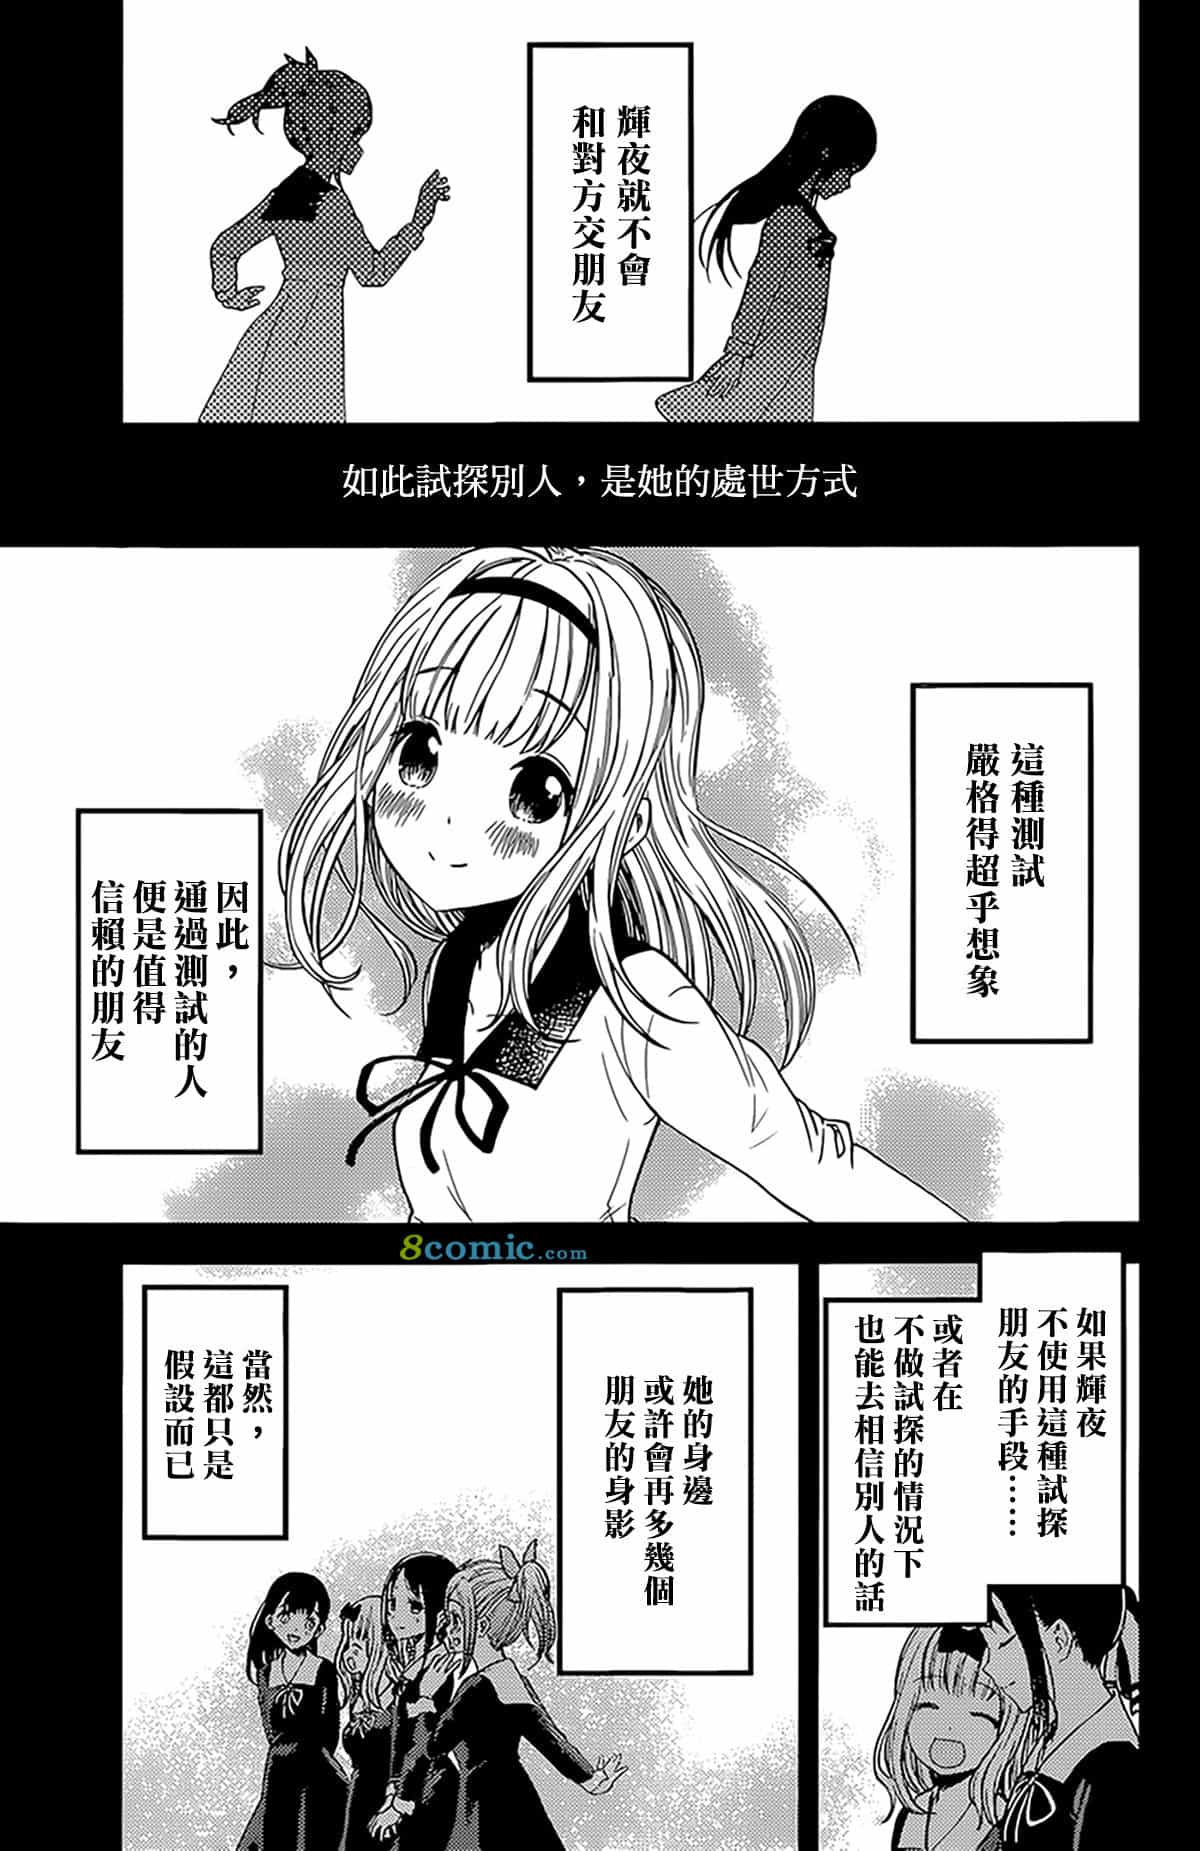 輝夜就不會
和對方交朋友
如此試探別人，是她的處世方式
這種測試
嚴格得超乎想象
因此，
通過測試的人
便是值得
信賴的朋友
8comic.com
如果輝夜
不使用這種試探
朋友的手段……
或者在
不做試探的情況下
也能去相信別人的話
她的身邊
或許會再多幾個
朋友的身影
當然，
這都只是
假設而已